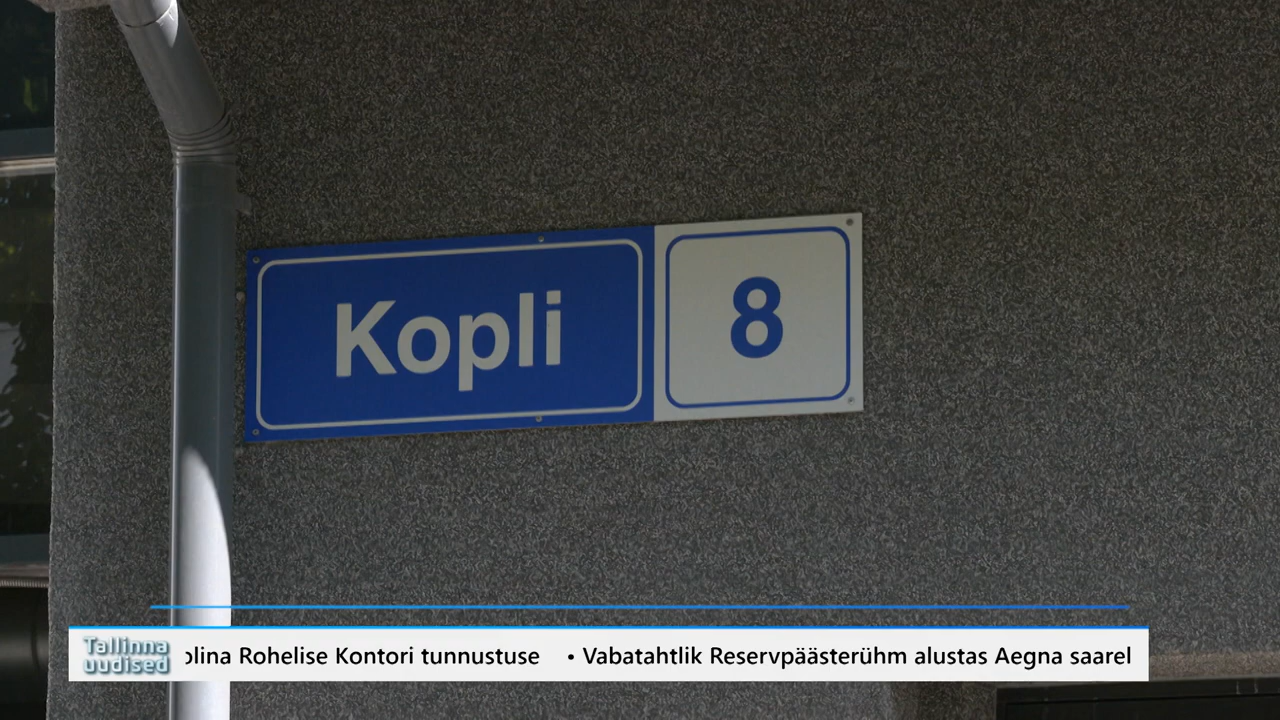 Kopli 8
Tallinna
uudised
Rohelise Kontori tunnustuse • Vabatahtlik Reservpäästerühm alustas Aegna saarel